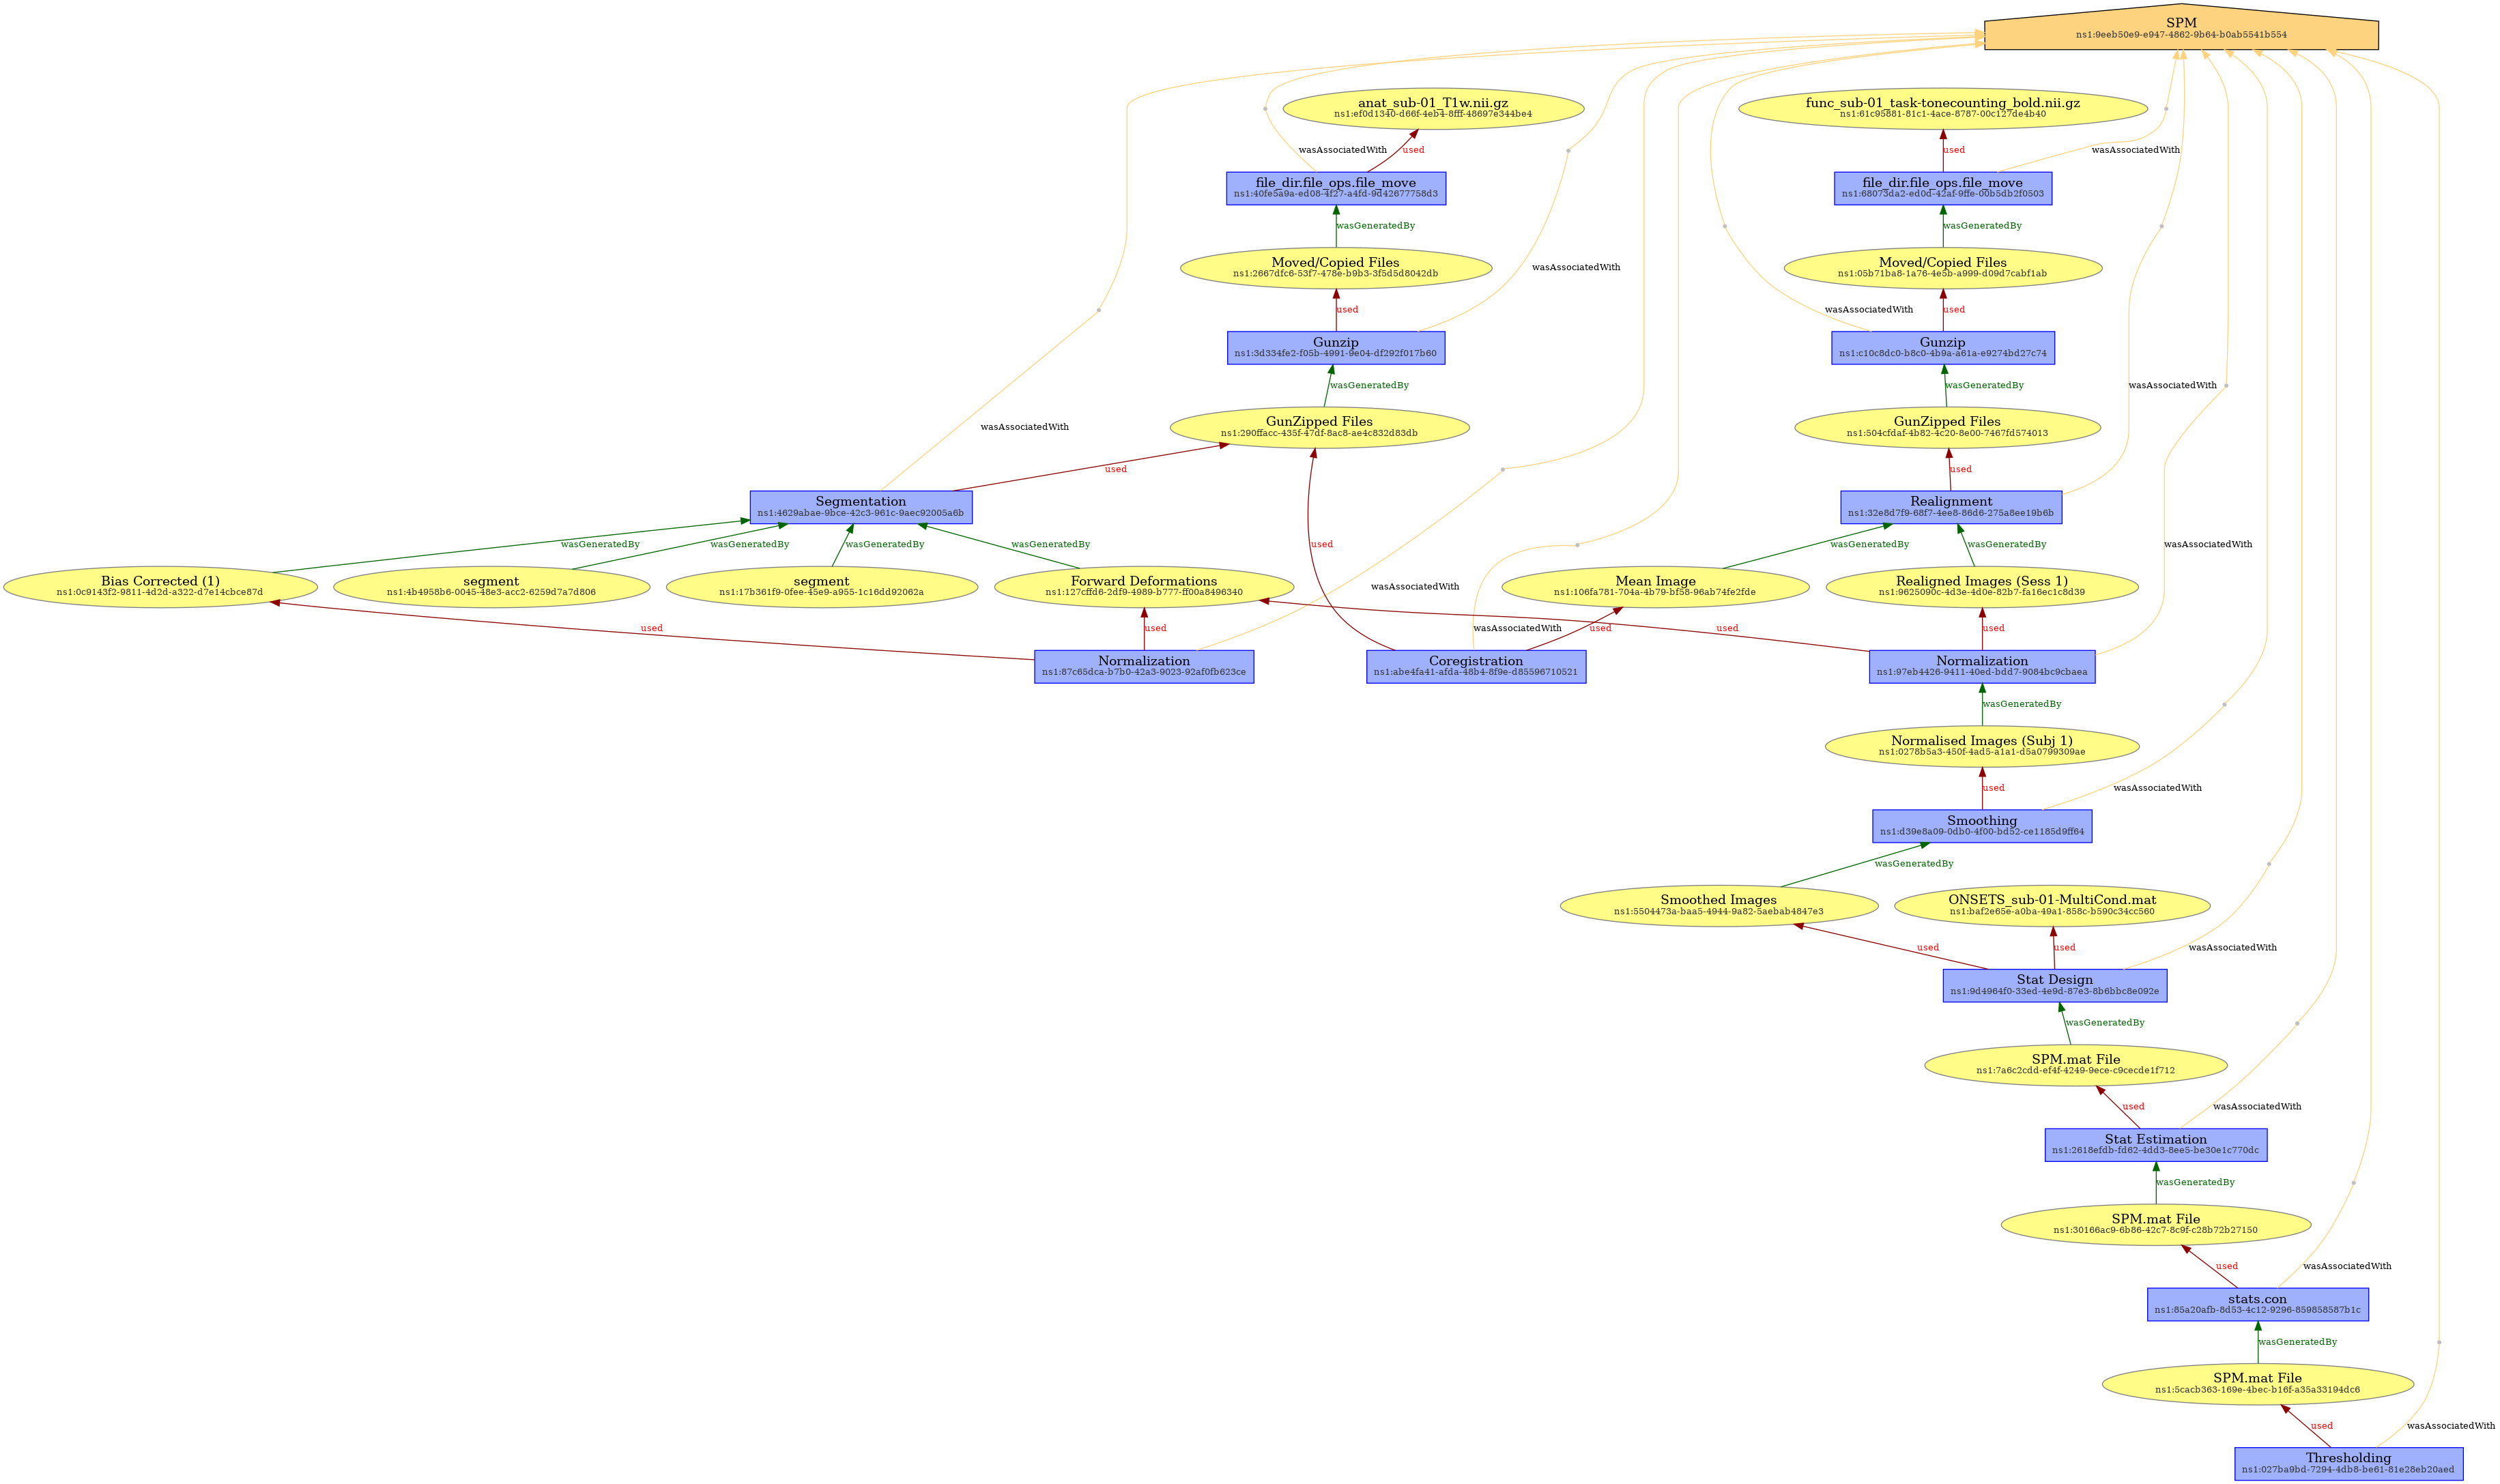 SPM
ns1:9eeb50e9-e947-4862-9b64-b0ab5541b554
anat_sub-01_T1w.nii.gz
ns1:ef0d1340-d66f-4eb4-8fff-48697e344be4
func_sub-01_task-tonecounting_bold.nii.gz
ns1:61c95881-81c1-4ace-8787-00c127de4b40
wasAssociatedWith
used
used
wasAssociatedWith
file_dir.file_ops.file_move
ns1:40fe5a9a-ed08-4f27-a4fd-9d42677758d3
file_dir.file_ops.file_move
ns1:68073da2-ed0d-42af-9ffe-00b5db2f0503
wasGeneratedBy
wasGeneratedBy
Moved/Copied Files
ns1:2667dfc6-53f7-478e-b9b3-3f5d5d8042db
wasAssociatedWith
Moved/Copied Files
ns1:05b71ba8-1a76-4e5b-a999-d09d7cabf1ab
used
wasAssociatedWith
used
Gunzip
ns1:3d334fe2-f05b-4991-9e04-df292f017b60
Gunzip
ns1:c10c8dc0-b8c0-4b9a-a61a-e9274bd27c74
wasGeneratedBy
wasGeneratedBy
wasAssociatedWith
wasAssociatedWith
GunZipped Files
ns1:290ffacc-435f-47df-8ac8-ae4c832d83db
GunZipped Files
ns1:504cfdaf-4b82-4c20-8e00-7467fd574013
used
used
Segmentation
ns1:4629abae-9bce-42c3-961c-9aec92005a6b
Realignment
ns1:32e8d7f9-68f7-4ee8-86d6-275a8ee19b6b
wasGeneratedBy
wasGeneratedBy
wasGeneratedBy
wasGeneratedBy
used
wasGeneratedBy
wasGeneratedBy
wasAssociatedWith
Bias Corrected (1)
ns1:0c9143f2-9811-4d2d-a322-d7e14cbce87d
segment
ns1:4b4958b6-0045-48e3-acc2-6259d7a7d806
segment
ns1:17b361f9-0fee-45e9-a955-1c16dd92062a
Forward Deformations
ns1:127cffd6-2df9-4989-b777-ff00a8496340
wasAssociatedWith
Mean Image
ns1:106fa781-704a-4b79-bf58-96ab74fe2fde
Realigned Images (Sess 1)
ns1:9625090c-4d3e-4d0e-82b7-fa16ec1c8d39
used
used
wasAssociatedWith
used
used
used
Normalization
ns1:87c65dca-b7b0-42a3-9023-92af0fb623ce
Coregistration
ns1:abe4fa41-afda-48b4-8f9e-d85596710521
Normalization
ns1:97eb4426-9411-40ed-bdd7-9084bc9cbaea
wasGeneratedBy
Normalised Images (Subj 1)
ns1:0278b5a3-450f-4ad5-a1a1-d5a0799309ae
used
wasAssociatedWith
Smoothing
ns1:d39e8a09-0db0-4f00-bd52-ce1185d9ff64
wasGeneratedBy
Smoothed Images
ns1:5504473a-baa5-4944-9a82-5aebab4847e3
ONSETS_sub-01-MultiCond.mat
ns1:baf2e65e-a0ba-49a1-858c-b590c34cc560
used
used
wasAssociatedWith
Stat Design
ns1:9d4964f0-33ed-4e9d-87e3-8b6bbc8e092e
wasGeneratedBy
SPM.mat File
ns1:7a6c2cdd-ef4f-4249-9ece-c9cecde1f712
used
wasAssociatedWith
Stat Estimation
ns1:2618efdb-fd62-4dd3-8ee5-be30e1c770dc
wasGeneratedBy
SPM.mat File
ns1:30166ac9-6b86-42c7-8c9f-c28b72b27150
used
wasAssociatedWith
stats.con
ns1:85a20afb-8d53-4c12-9296-859858587b1c
wasGeneratedBy
SPM.mat File
ns1:5cacb363-169e-4bec-b16f-a35a33194dc6
used
wasAssociatedWith
Thresholding
ns1:027ba9bd-7294-4db8-be61-81e28eb20aed